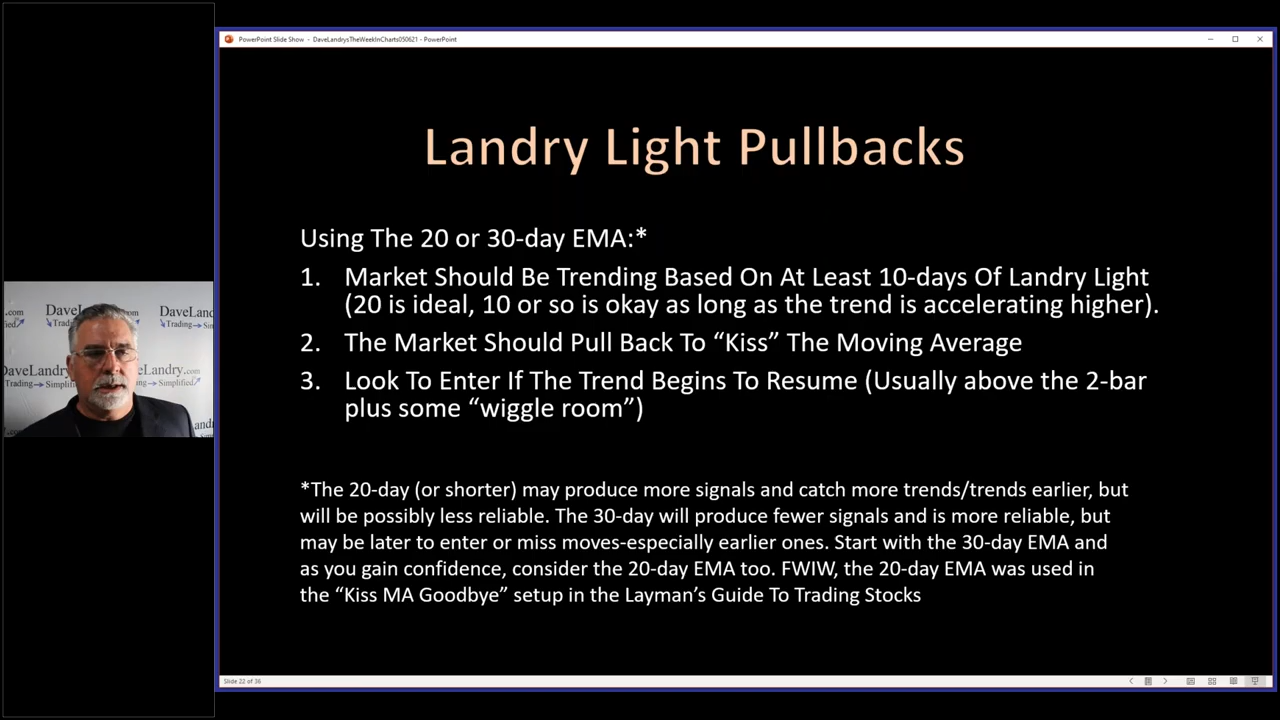 PowerPoint Slide Show - DaveLandrysTheWeekInCharts050621 - PowerPoint
Landry Light Pullbacks
Using The 20 or 30-day EMA:*
1. Market Should Be Trending Based On At Least 10-days Of Landry Light
(20 is ideal, 10 or so is okay as long as the trend is accelerating higher).
2. The Market Should Pull Back To “Kiss” The Moving Average
3. Look To Enter If The Trend Begins To Resume (Usually above the 2-bar
plus some “wiggle room”)
*The 20-day (or shorter) may produce more signals and catch more trends/trends earlier, but
will be possibly less reliable. The 30-day will produce fewer signals and is more reliable, but
may be later to enter or miss moves-especially earlier ones. Start with the 30-day EMA and
as you gain confidence, consider the 20-day EMA too. FWIW, the 20-day EMA was used in
the “Kiss MA Goodbye” setup in the Layman’s Guide To Trading Stocks
.com
DaveL
DaveLand
Trading
DaveLandry
Landry.com
Trading
Simplified
Slide 22 of 36